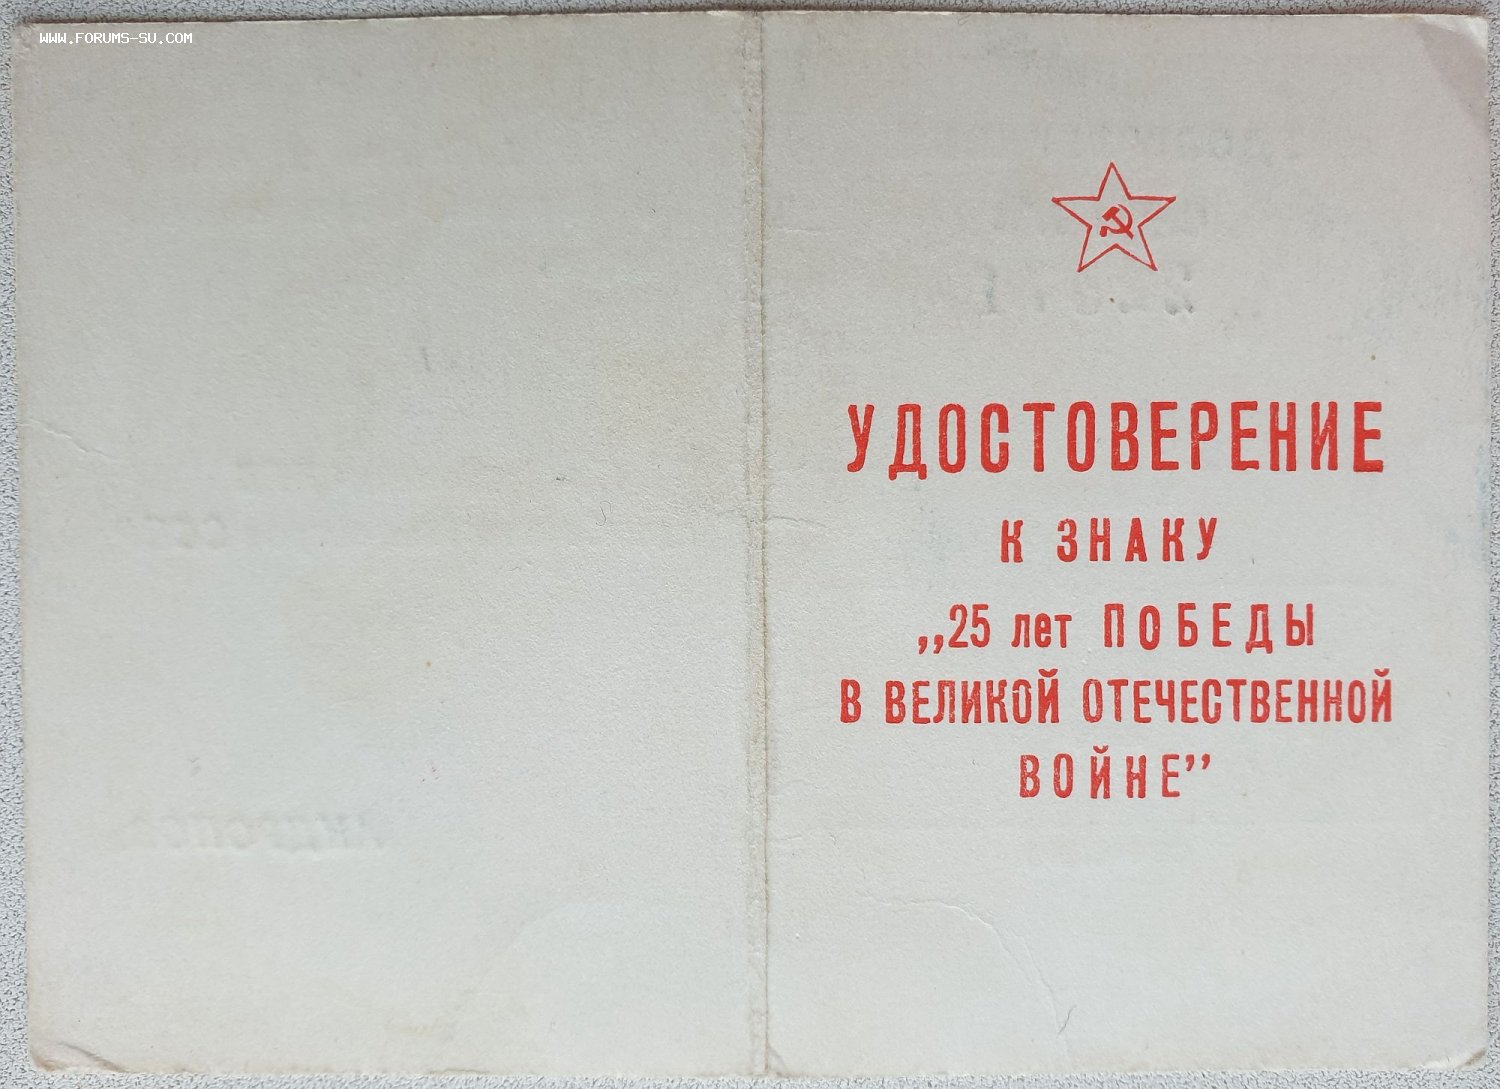 www.FORUMS-SU.COM
УДОСТОВЕРЕНИЕ
К ЗНАКУ
„25 лет ПОБЕДЫ
В ВЕЛИКОЙ ОТЕЧЕСТВЕННОЙ
ВОЙНЕ”